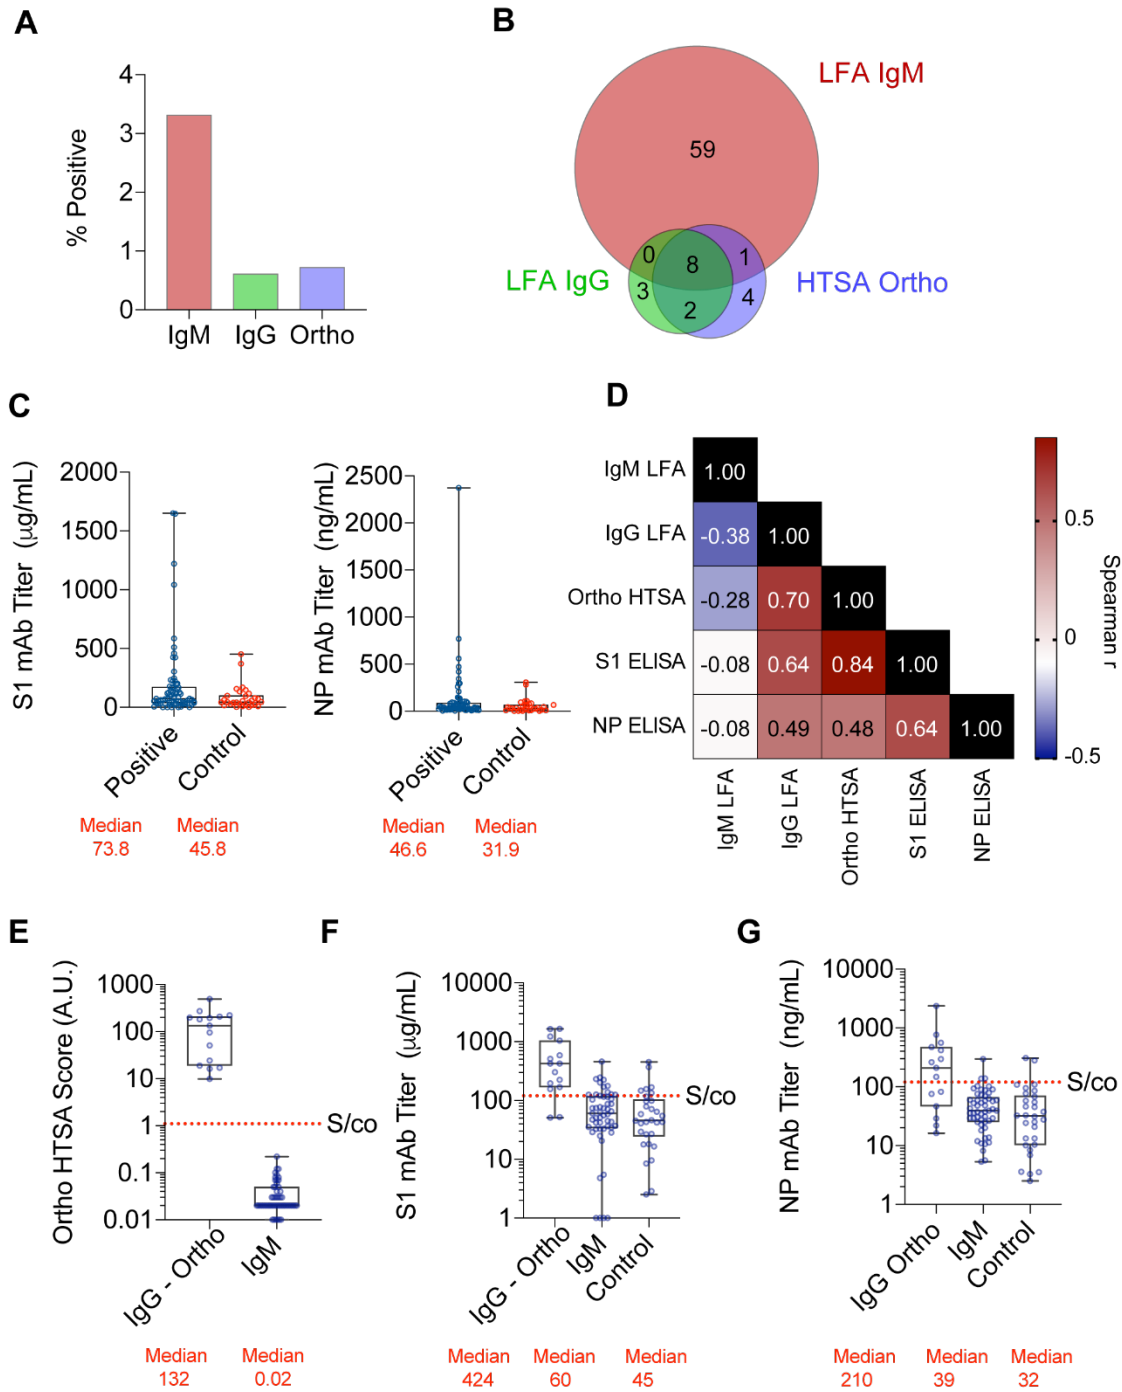 A
4
3
2
1
0
% Positive
IgM
IgG
Ortho
B
LFA IgM
59
0
8
1
LFA IgG
HTSA Ortho
3
2
4
C
S1 mAb Titer (μg/mL)
2000
1500
1000
500
0
Positive
Control
Median
73.8
Median
45.8
NP mAb Titer (ng/mL)
2500
2000
1500
1000
500
0
Positive
Control
Median
46.6
Median
31.9
D
IgM LFA
1.00
IgG LFA
-0.38
1.00
Ortho HTSA
-0.28
0.70
1.00
S1 ELISA
-0.08
0.64
0.84
1.00
NP ELISA
-0.08
0.49
0.48
0.64
1.00
IgM LFA
IgG LFA
Ortho HTSA
S1 ELISA
NP ELISA
0.5
0
-0.5
Spearman r
E
Ortho HTSA Score (A.U.)
1000
100
10
1
0.1
0.01
S/co
IgG - Ortho
IgM
Median
132
Median
0.02
F
S1 mAb Titer (μg/mL)
10000
1000
100
10
1
S/co
IgG - Ortho
IgM
Control
Median
424
Median
60
Median
45
G
NP mAb Titer (ng/mL)
10000
1000
100
10
1
S/co
IgG Ortho
IgM
Control
Median
210
Median
39
Median
32